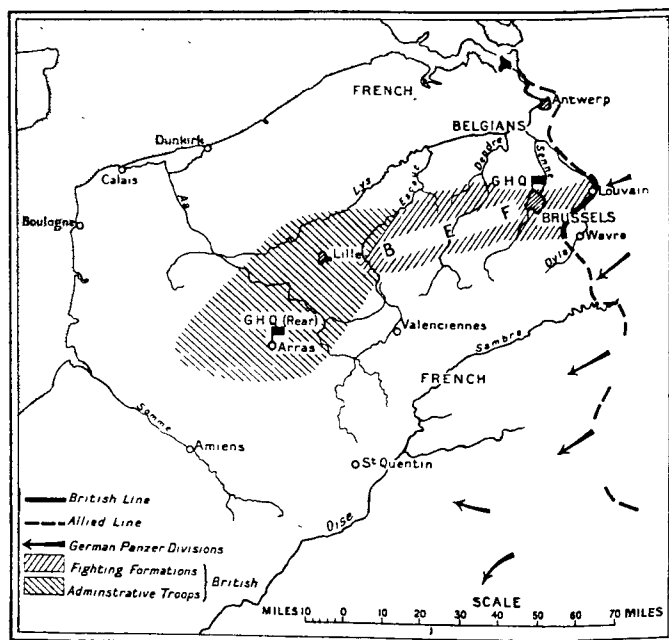 FRENCH
Antwerp
Dunkirk
BELGIANS
Calais
Lys
Escaut
Dendre
Senne
G H Q
Louvain
Boulogne
Aa
BRUSSELS
B E F
Wavre
Lille
Dyle
G H Q (Rear)
Arras
Valenciennes
Sambre
FRENCH
Somme
Amiens
St Quentin
Oise
British Line
Allied Line
German Panzer Divisions
Fighting Formations
British
Adminstrative Troops
SCALE
MILES 10 0 10 20 30 40 50 60 70 MILES